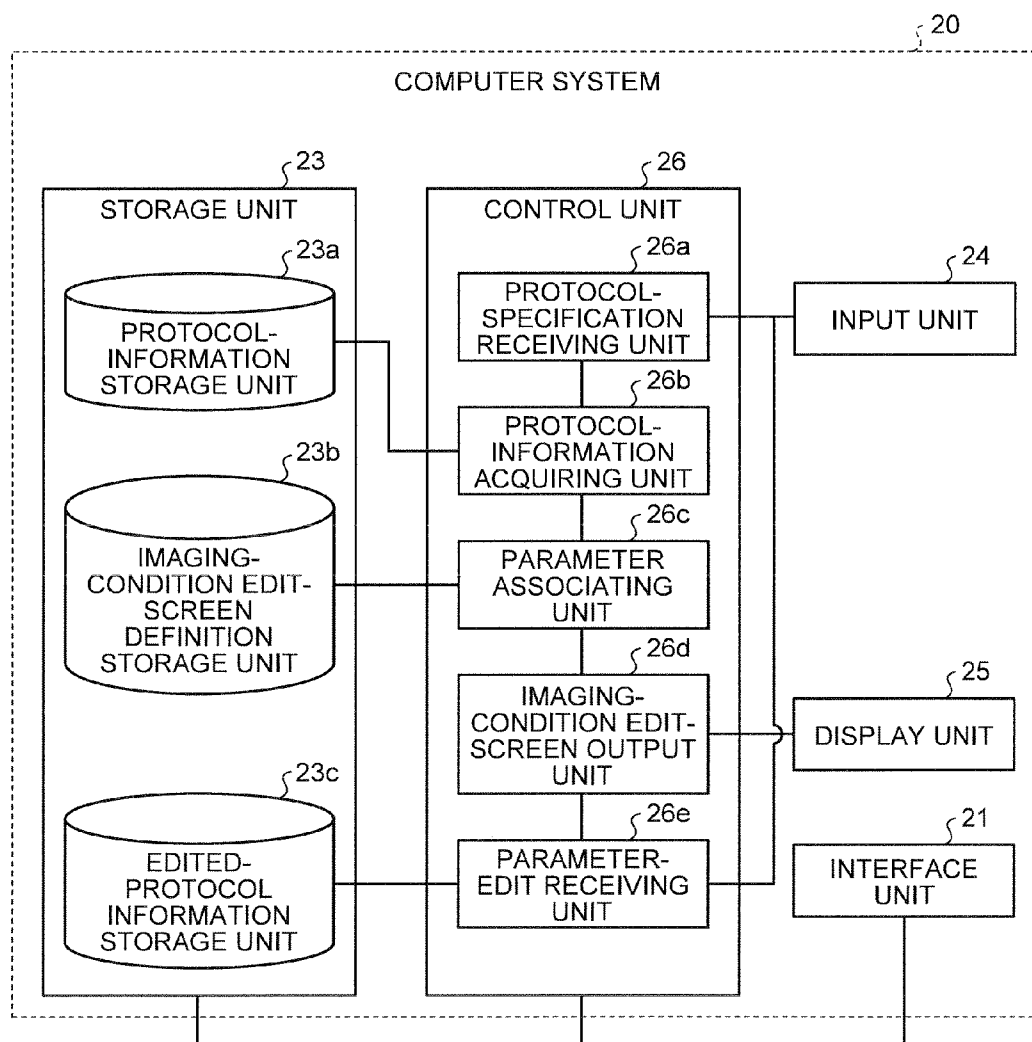 20
COMPUTER SYSTEM
23
STORAGE UNIT
23a
PROTOCOL-
INFORMATION
STORAGE UNIT
23b
IMAGING-
CONDITION EDIT-
SCREEN
DEFINITION
STORAGE UNIT
23c
EDITED-
PROTOCOL
INFORMATION
STORAGE UNIT
26
CONTROL UNIT
26a
PROTOCOL-
SPECIFICATION
RECEIVING UNIT
26b
PROTOCOL-
INFORMATION
ACQUIRING UNIT
26c
PARAMETER
ASSOCIATING
UNIT
26d
IMAGING-
CONDITION EDIT-
SCREEN OUTPUT
UNIT
26e
PARAMETER-
EDIT RECEIVING
UNIT
24
INPUT UNIT
25
DISPLAY UNIT
21
INTERFACE
UNIT